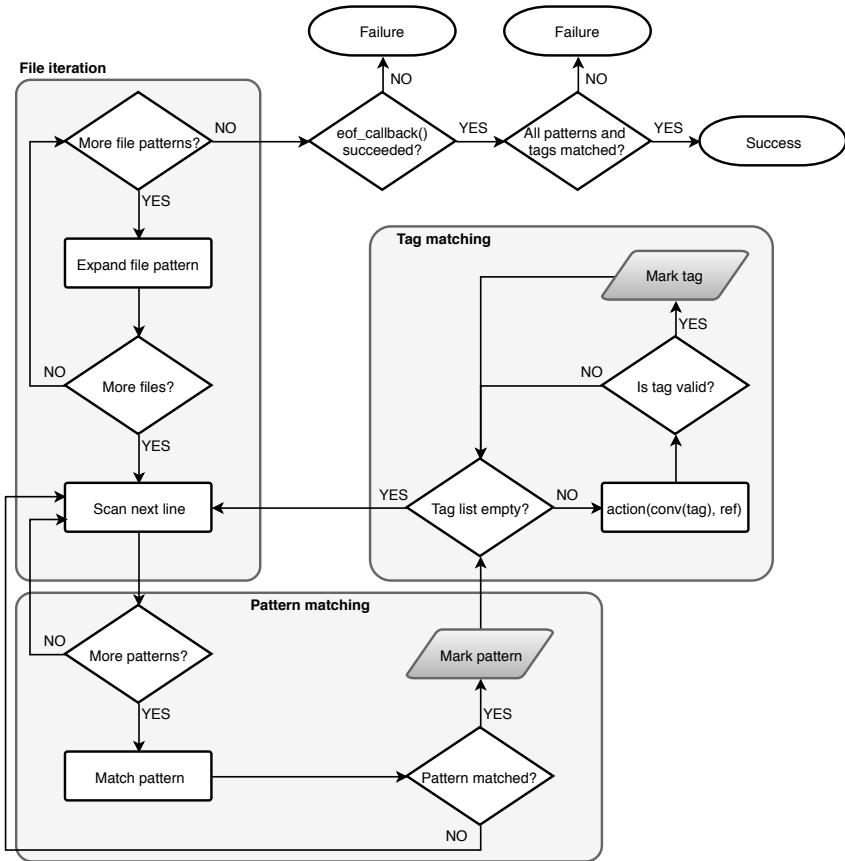 Failure
Failure
File iteration
NO
NO
More file patterns?
NO
eof_callback()
succeeded?
YES
All patterns and
tags matched?
YES
Success
YES
Tag matching
Expand file pattern
Mark tag
YES
NO
More files?
NO
Is tag valid?
YES
Scan next line
YES
Tag list empty?
NO
action(conv(tag), ref)
Pattern matching
NO
More patterns?
Mark pattern
YES
YES
Match pattern
Pattern matched?
NO